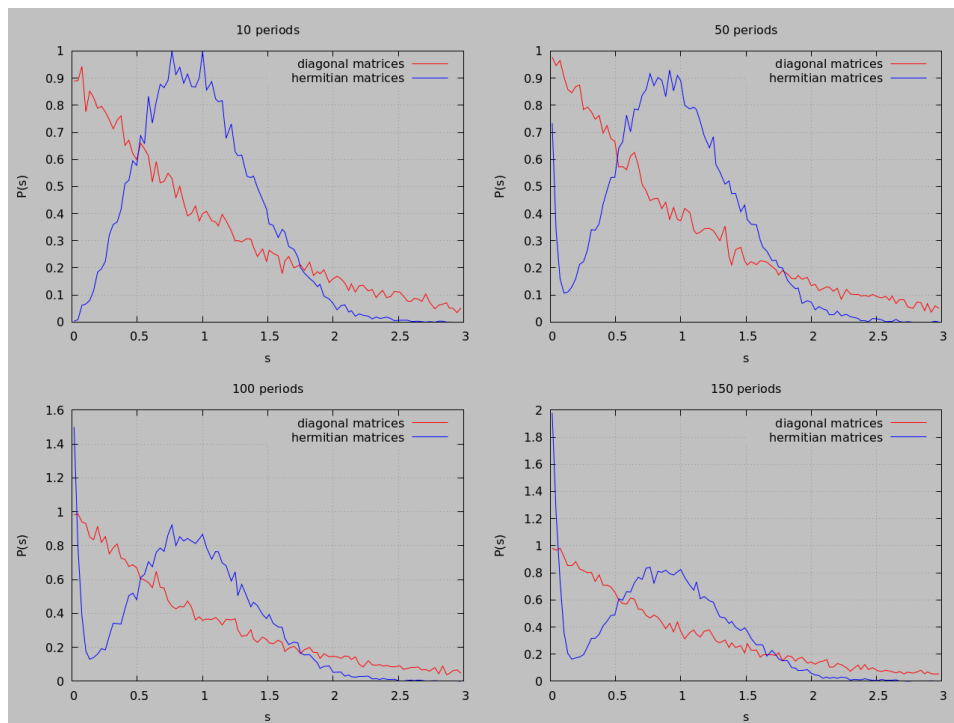 10 periods
1
0.9
0.8
0.7
0.6
0.5
0.4
0.3
0.2
0.1
0
P(s)
diagonal matrices
hermitian matrices
0 0.5 1 1.5 2 2.5 3
s
50 periods
1
0.9
0.8
0.7
0.6
0.5
0.4
0.3
0.2
0.1
0
P(s)
diagonal matrices
hermitian matrices
0 0.5 1 1.5 2 2.5 3
s
100 periods
1.6
1.4
1.2
1
0.8
0.6
0.4
0.2
0
P(s)
diagonal matrices
hermitian matrices
0 0.5 1 1.5 2 2.5 3
s
150 periods
2
1.8
1.6
1.4
1.2
1
0.8
0.6
0.4
0.2
0
P(s)
diagonal matrices
hermitian matrices
0 0.5 1 1.5 2 2.5 3
s